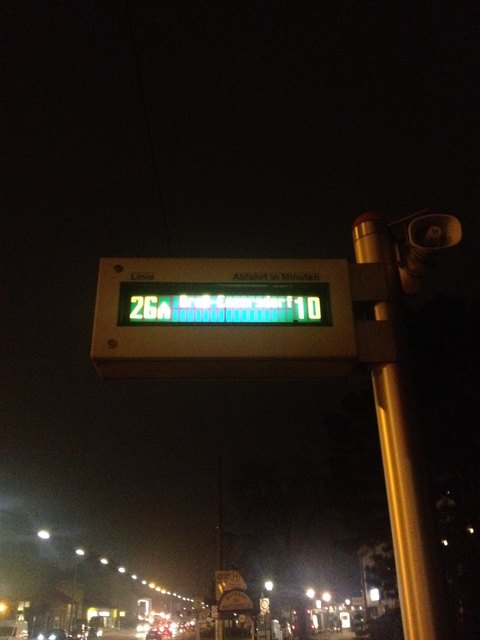 Linie Abfahrt in Minuten
26A Groß-Enzersdorf 10